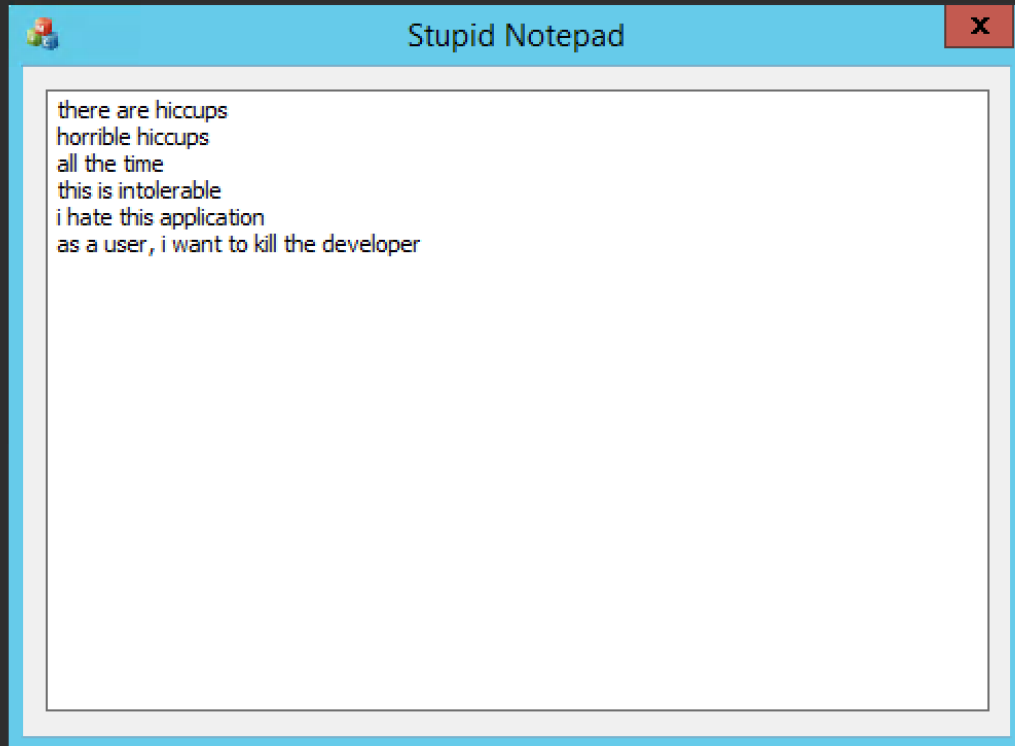 Stupid Notepad
x
there are hiccups
horrible hiccups
all the time
this is intolerable
i hate this application
as a user, i want to kill the developer